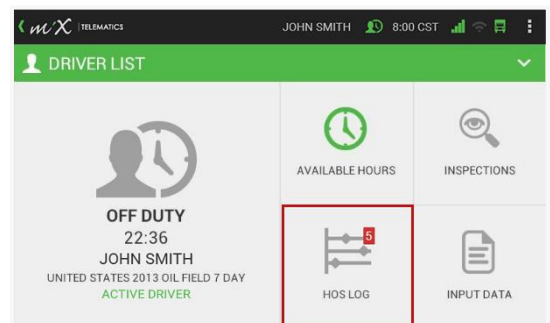 miX TELEMATICS JOHN SMITH 8:00 CST
DRIVER LIST
AVAILABLE HOURS
INSPECTIONS
OFF DUTY
22:36
JOHN SMITH
UNITED STATES 2013 OIL FIELD 7 DAY
ACTIVE DRIVER
5
HOS LOG
INPUT DATA